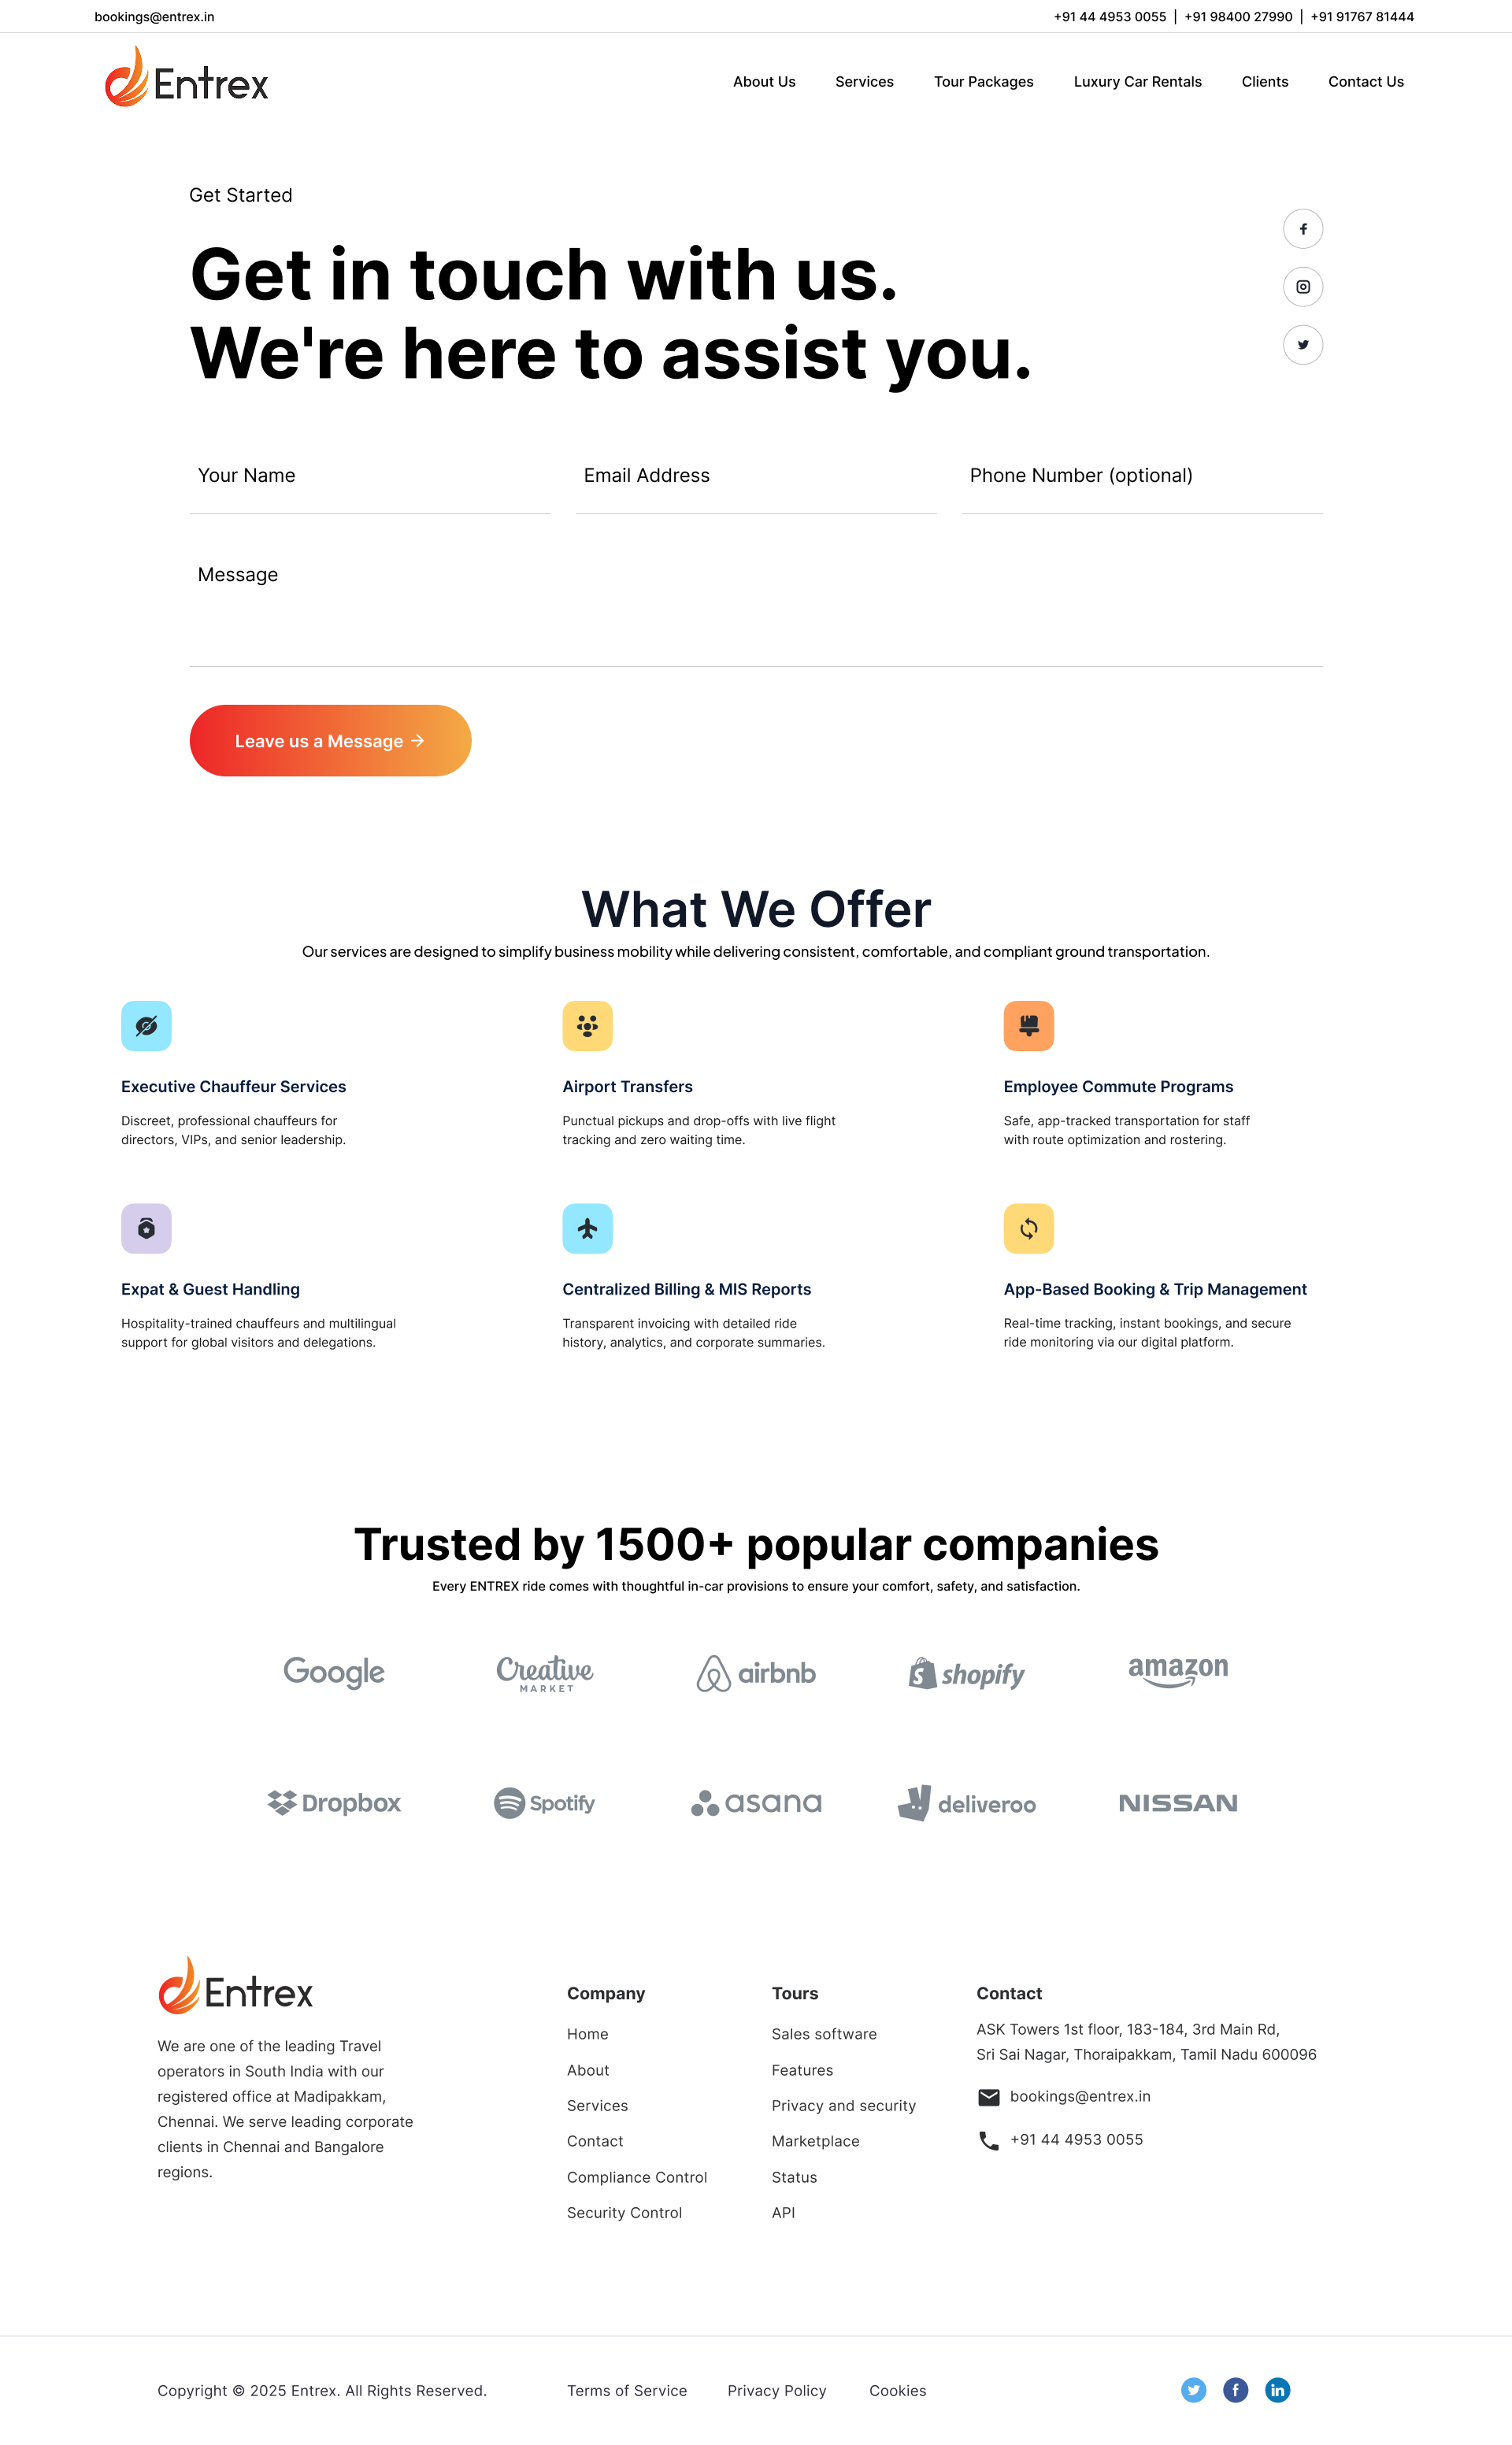 bookings@entrex.in
+91 44 4953 0055 | +91 98400 27990 | +91 91767 81444
Entrex
About Us Services Tour Packages Luxury Car Rentals Clients Contact Us
Get Started
Get in touch with us.
We're here to assist you.
Your Name Email Address Phone Number (optional)
Message
Leave us a Message →
What We Offer
Our services are designed to simplify business mobility while delivering consistent, comfortable, and compliant ground transportation.
Executive Chauffeur Services
Discreet, professional chauffeurs for
directors, VIPs, and senior leadership.
Airport Transfers
Punctual pickups and drop-offs with live flight
tracking and zero waiting time.
Employee Commute Programs
Safe, app-tracked transportation for staff
with route optimization and rostering.
Expat & Guest Handling
Hospitality-trained chauffeurs and multilingual
support for global visitors and delegations.
Centralized Billing & MIS Reports
Transparent invoicing with detailed ride
history, analytics, and corporate summaries.
App-Based Booking & Trip Management
Real-time tracking, instant bookings, and secure
ride monitoring via our digital platform.
Trusted by 1500+ popular companies
Every ENTREX ride comes with thoughtful in-car provisions to ensure your comfort, safety, and satisfaction.
Google
Creative
MARKET
airbnb
shopify
amazon
Dropbox
Spotify
asana
deliveroo
NISSAN
Entrex
We are one of the leading Travel
operators in South India with our
registered office at Madipakkam,
Chennai. We serve leading corporate
clients in Chennai and Bangalore
regions.
Company
Home
About
Services
Contact
Compliance Control
Security Control
Tours
Sales software
Features
Privacy and security
Marketplace
Status
API
Contact
ASK Towers 1st floor, 183-184, 3rd Main Rd,
Sri Sai Nagar, Thoraipakkam, Tamil Nadu 600096
bookings@entrex.in
+91 44 4953 0055
Copyright © 2025 Entrex. All Rights Reserved. Terms of Service Privacy Policy Cookies